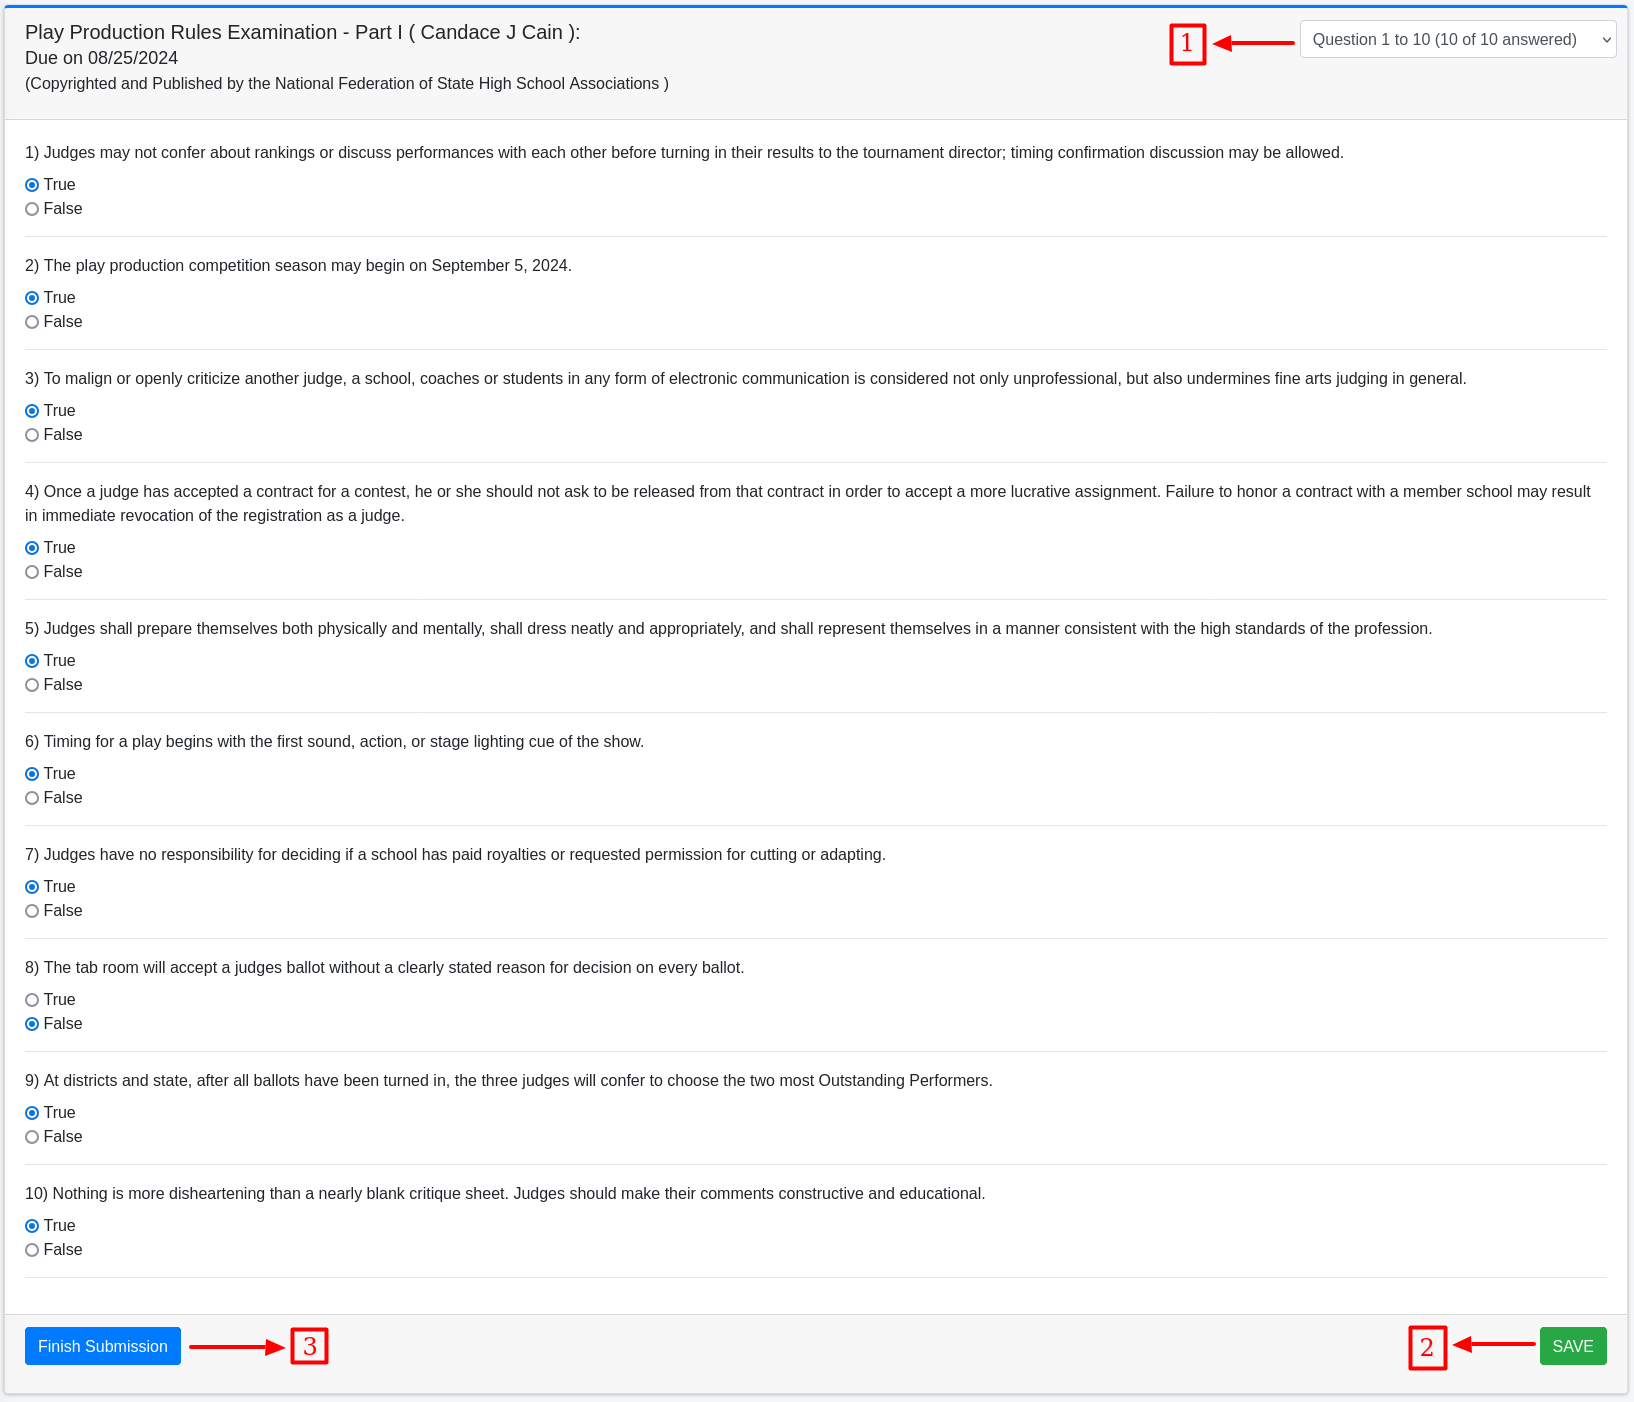 Play Production Rules Examination - Part I ( Candace J Cain ):
Due on 08/25/2024
(Copyrighted and Published by the National Federation of State High School Associations )
1
Question 1 to 10 (10 of 10 answered)
1) Judges may not confer about rankings or discuss performances with each other before turning in their results to the tournament director; timing confirmation discussion may be allowed.
True
False
2) The play production competition season may begin on September 5, 2024.
True
False
3) To malign or openly criticize another judge, a school, coaches or students in any form of electronic communication is considered not only unprofessional, but also undermines fine arts judging in general.
True
False
4) Once a judge has accepted a contract for a contest, he or she should not ask to be released from that contract in order to accept a more lucrative assignment. Failure to honor a contract with a member school may result
in immediate revocation of the registration as a judge.
True
False
5) Judges shall prepare themselves both physically and mentally, shall dress neatly and appropriately, and shall represent themselves in a manner consistent with the high standards of the profession.
True
False
6) Timing for a play begins with the first sound, action, or stage lighting cue of the show.
True
False
7) Judges have no responsibility for deciding if a school has paid royalties or requested permission for cutting or adapting.
True
False
8) The tab room will accept a judges ballot without a clearly stated reason for decision on every ballot.
True
False
9) At districts and state, after all ballots have been turned in, the three judges will confer to choose the two most Outstanding Performers.
True
False
10) Nothing is more disheartening than a nearly blank critique sheet. Judges should make their comments constructive and educational.
True
False
Finish Submission
3
2
SAVE